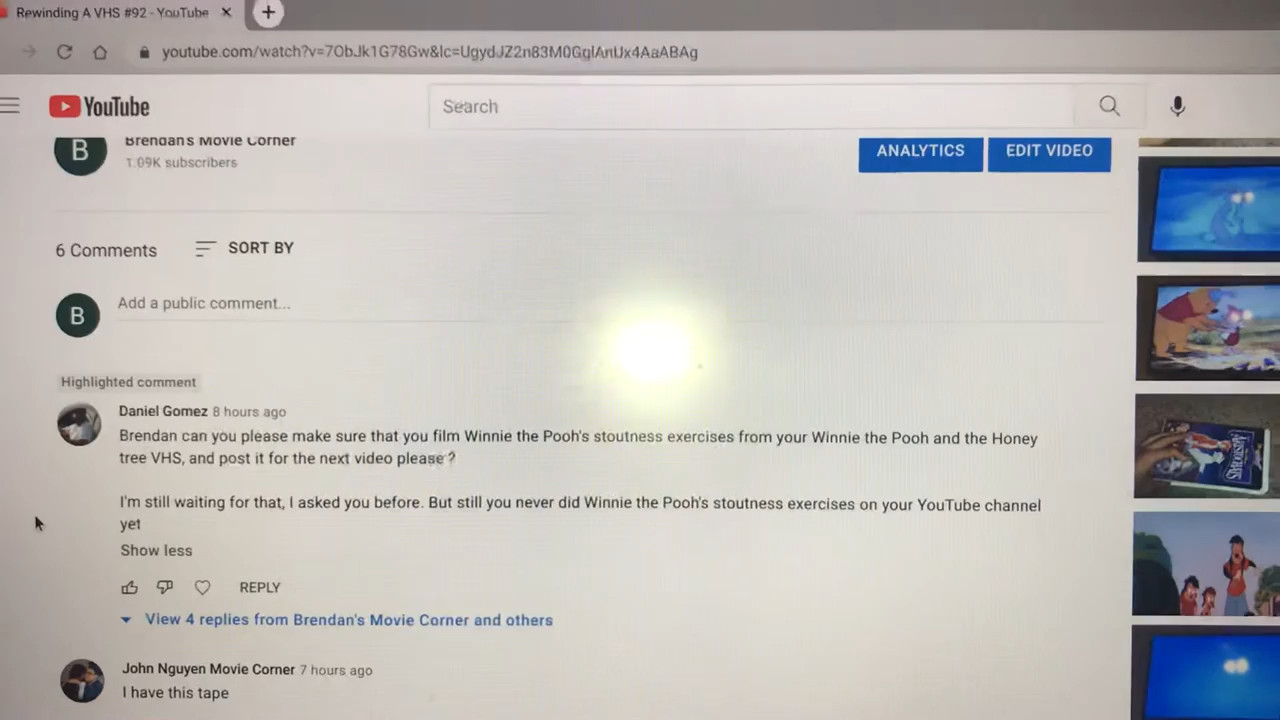 Rewinding A VHS #92 - YouTube
youtube.com/watch?v=7ObJk1G78Gw&lc=UgydJZ2n83M0GglAnUx4AaABAg
YouTube
Search
Brendan's Movie Corner
1.09K subscribers
ANALYTICS
EDIT VIDEO
6 Comments
SORT BY
B
B
Add a public comment...
Highlighted comment
Daniel Gomez 8 hours ago
Brendan can you please make sure that you film Winnie the Pooh's stoutness exercises from your Winnie the Pooh and the Honey
tree VHS, and post it for the next video please ?
I'm still waiting for that, I asked you before. But still you never did Winnie the Pooh's stoutness exercises on your YouTube channel
yet
Show less
REPLY
View 4 replies from Brendan's Movie Corner and others
John Nguyen Movie Corner 7 hours ago
I have this tape